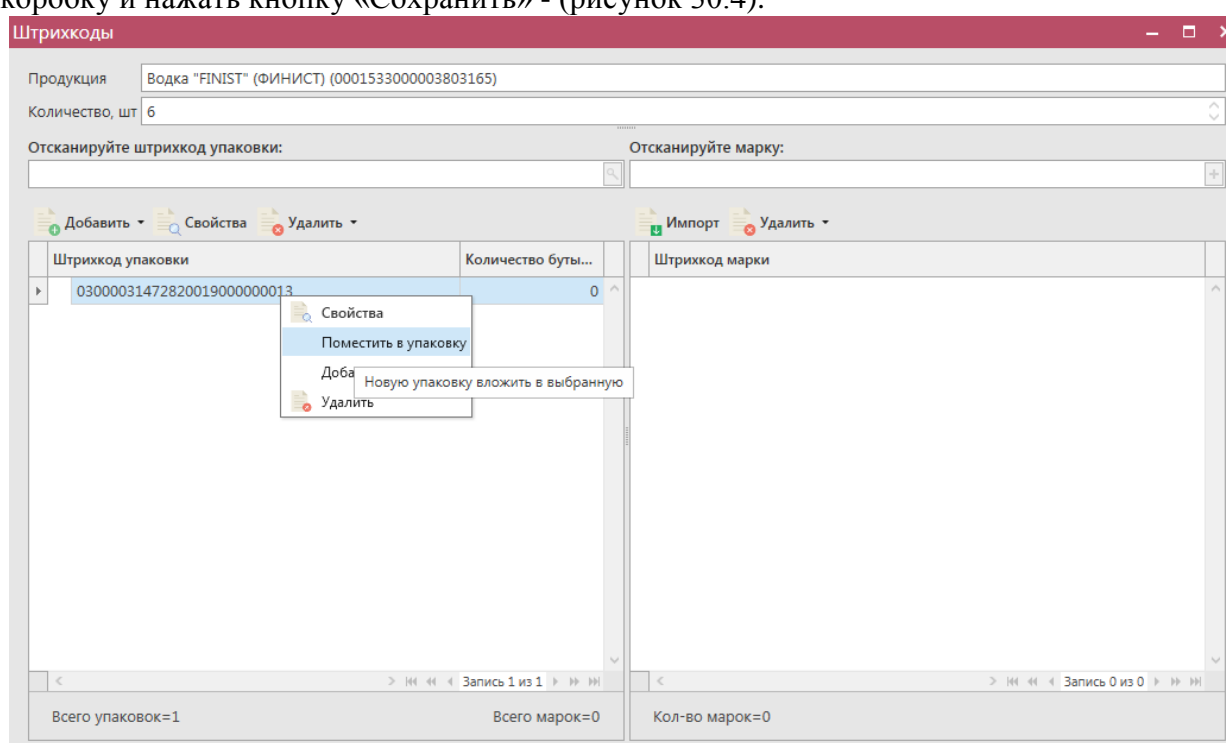 коробку и нажать кнопку «Сохранить» - (рисунок 30.4).
Штрихкоды
Продукция Водка "FINIST" (ФИНИСТ) (0001533000003803165)
Количество, шт 6
Отсканируйте штрихкод упаковки:
Отсканируйте марку:
Добавить Свойства Удалить
Импорт Удалить
Штрихкод упаковки Количество буты...
Штрихкод марки
03000031472820019000000013 0
Свойства
Поместить в упаковку
Доба
Новую упаковку вложить в выбранную
Удалить
Запись 1 из 1
Запись 0 из 0
Всего упаковок=1 Всего марок=0
Кол-во марок=0